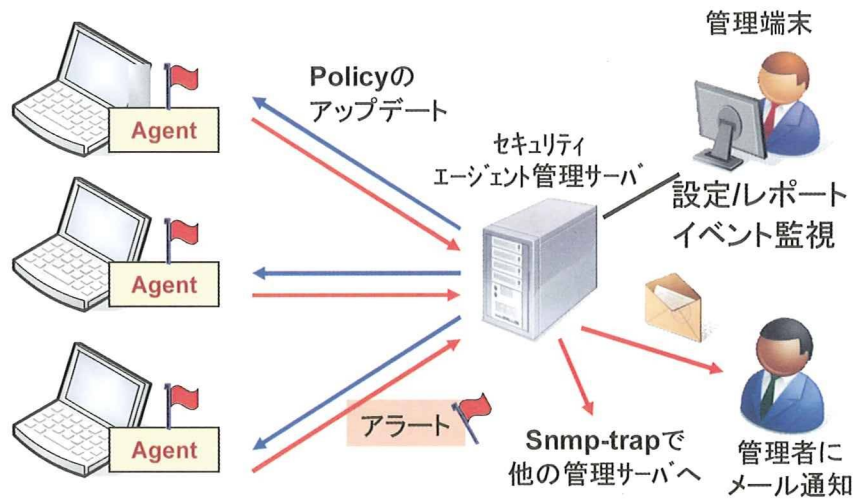 管理端末
Policyの
アップデート
Agent
セキュリティ
エージェント管理サーバ
設定/レポート
イベント監視
Agent
アラート
Agent
Snmp-trapで
他の管理サーバへ
管理者に
メール通知